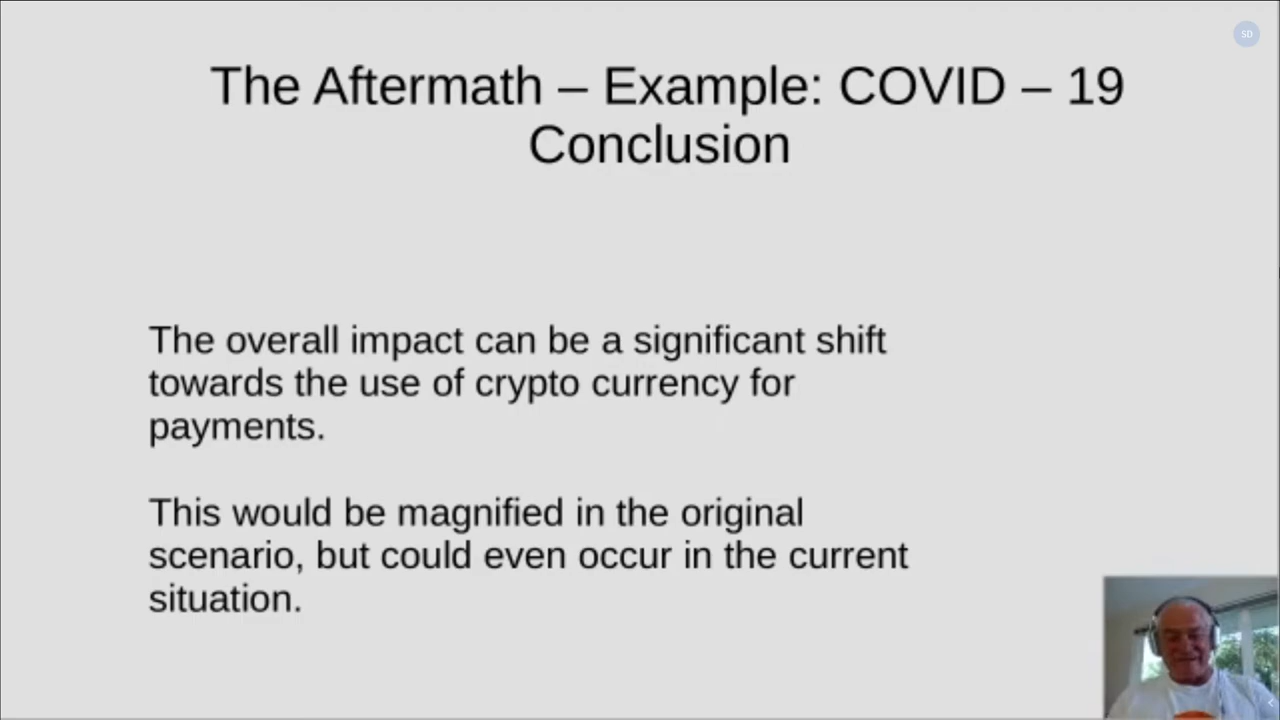 SD
The Aftermath – Example: COVID – 19
Conclusion
The overall impact can be a significant shift
towards the use of crypto currency for
payments.
This would be magnified in the original
scenario, but could even occur in the current
situation.